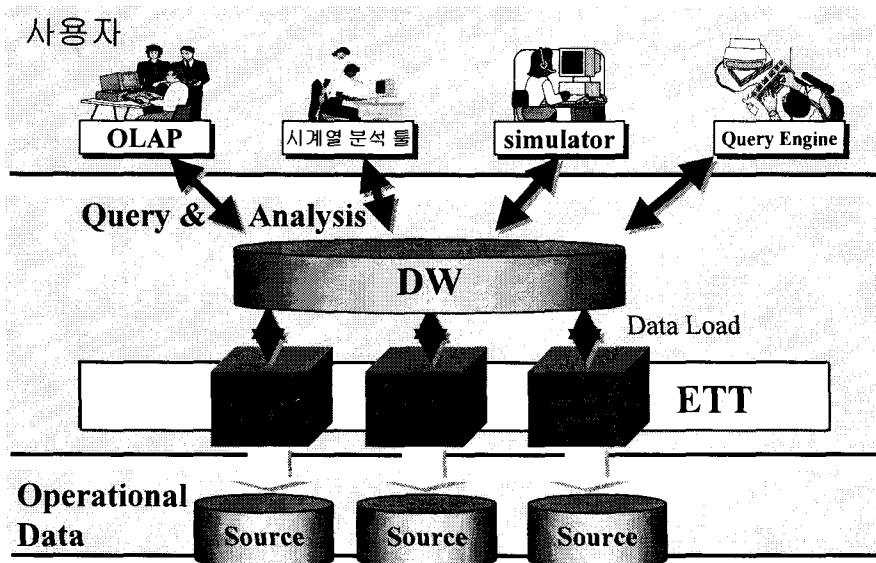 사용자
OLAP
시계열 분석 툴
simulator
Query Engine
Query & Analysis
DW
Data Load
ETT
Operational
Data
Source
Source
Source